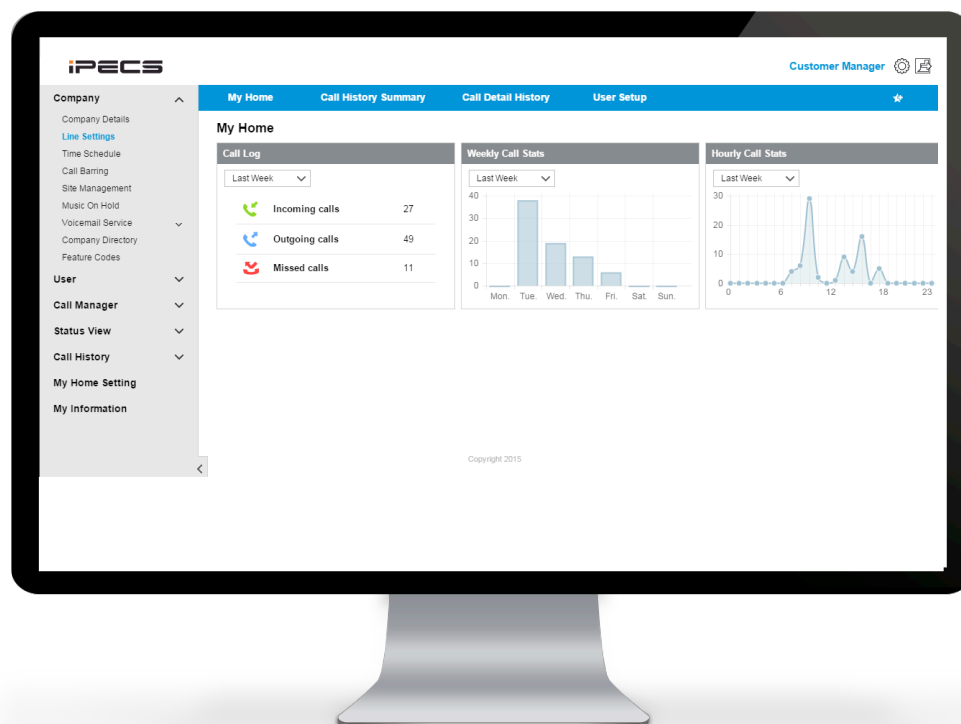 iPECS
Customer Manager
Company
Company Details
Line Settings
Time Schedule
Call Barring
Site Management
Music On Hold
Voicemail Service
Company Directory
Feature Codes
User
Call Manager
Status View
Call History
My Home Setting
My Information
My Home Call History Summary Call Detail History User Setup
My Home
Call Log
Last Week
Incoming calls 27
Outgoing calls 49
Missed calls 11
Weekly Call Stats
Last Week
40
30
20
10
0
Mon. Tue. Wed. Thu. Fri. Sat. Sun.
Hourly Call Stats
Last Week
30
20
10
0
0 6 12 18 23
Copyright 2015